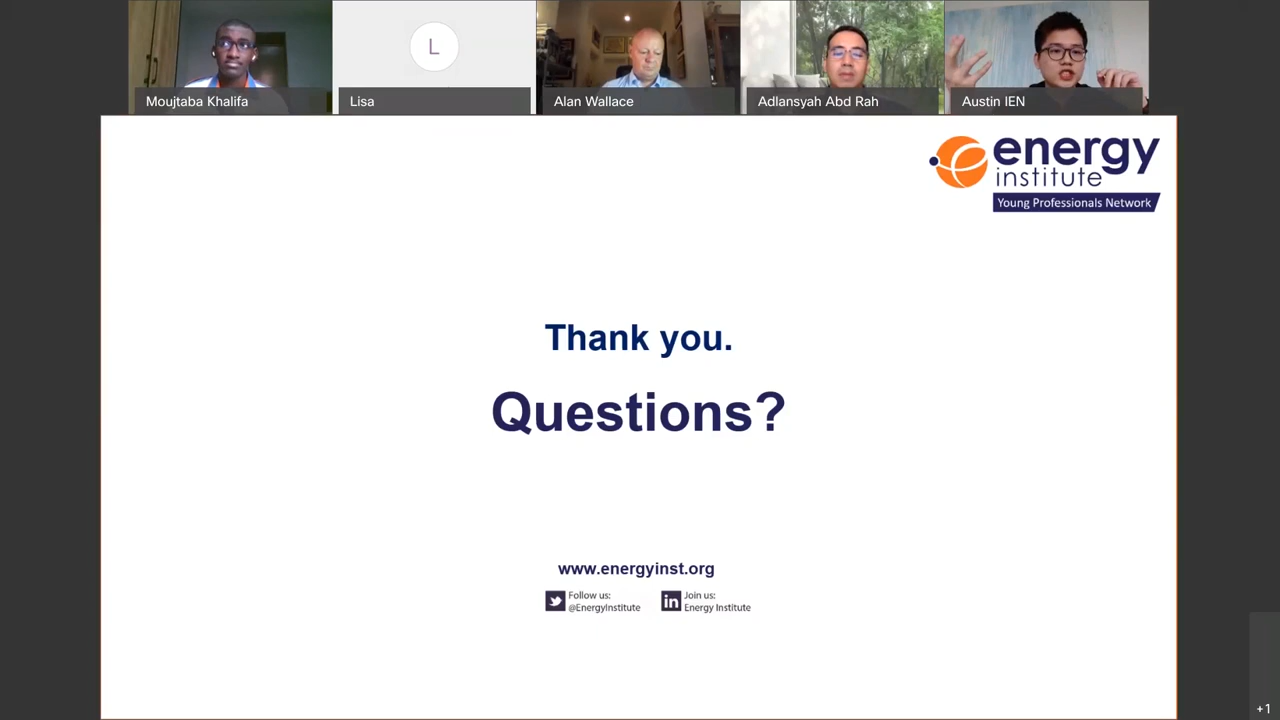 Moujtaba Khalifa
L
Lisa
Alan Wallace
Adlansyah Abd Rah
Austin IEN
energy
institute
Young Professionals Network
Thank you.
Questions?
www.energyinst.org
Follow us:
@EnergyInstitute
Join us:
Energy Institute
+1